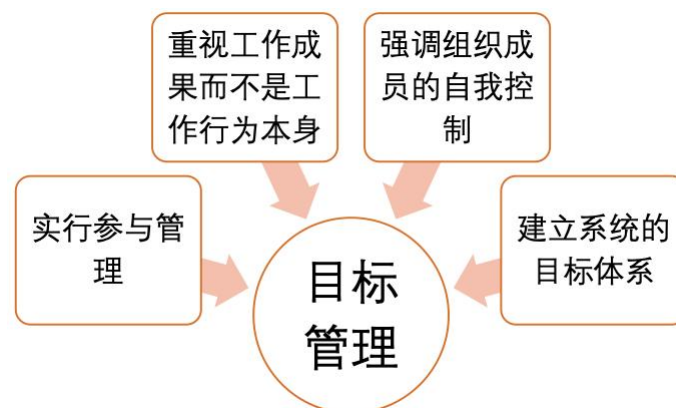 重视工作成
果而不是工
作行为本身
强调组织成
员的自我控
制
实行参与管
理
建立系统的
目标体系
目标
管理